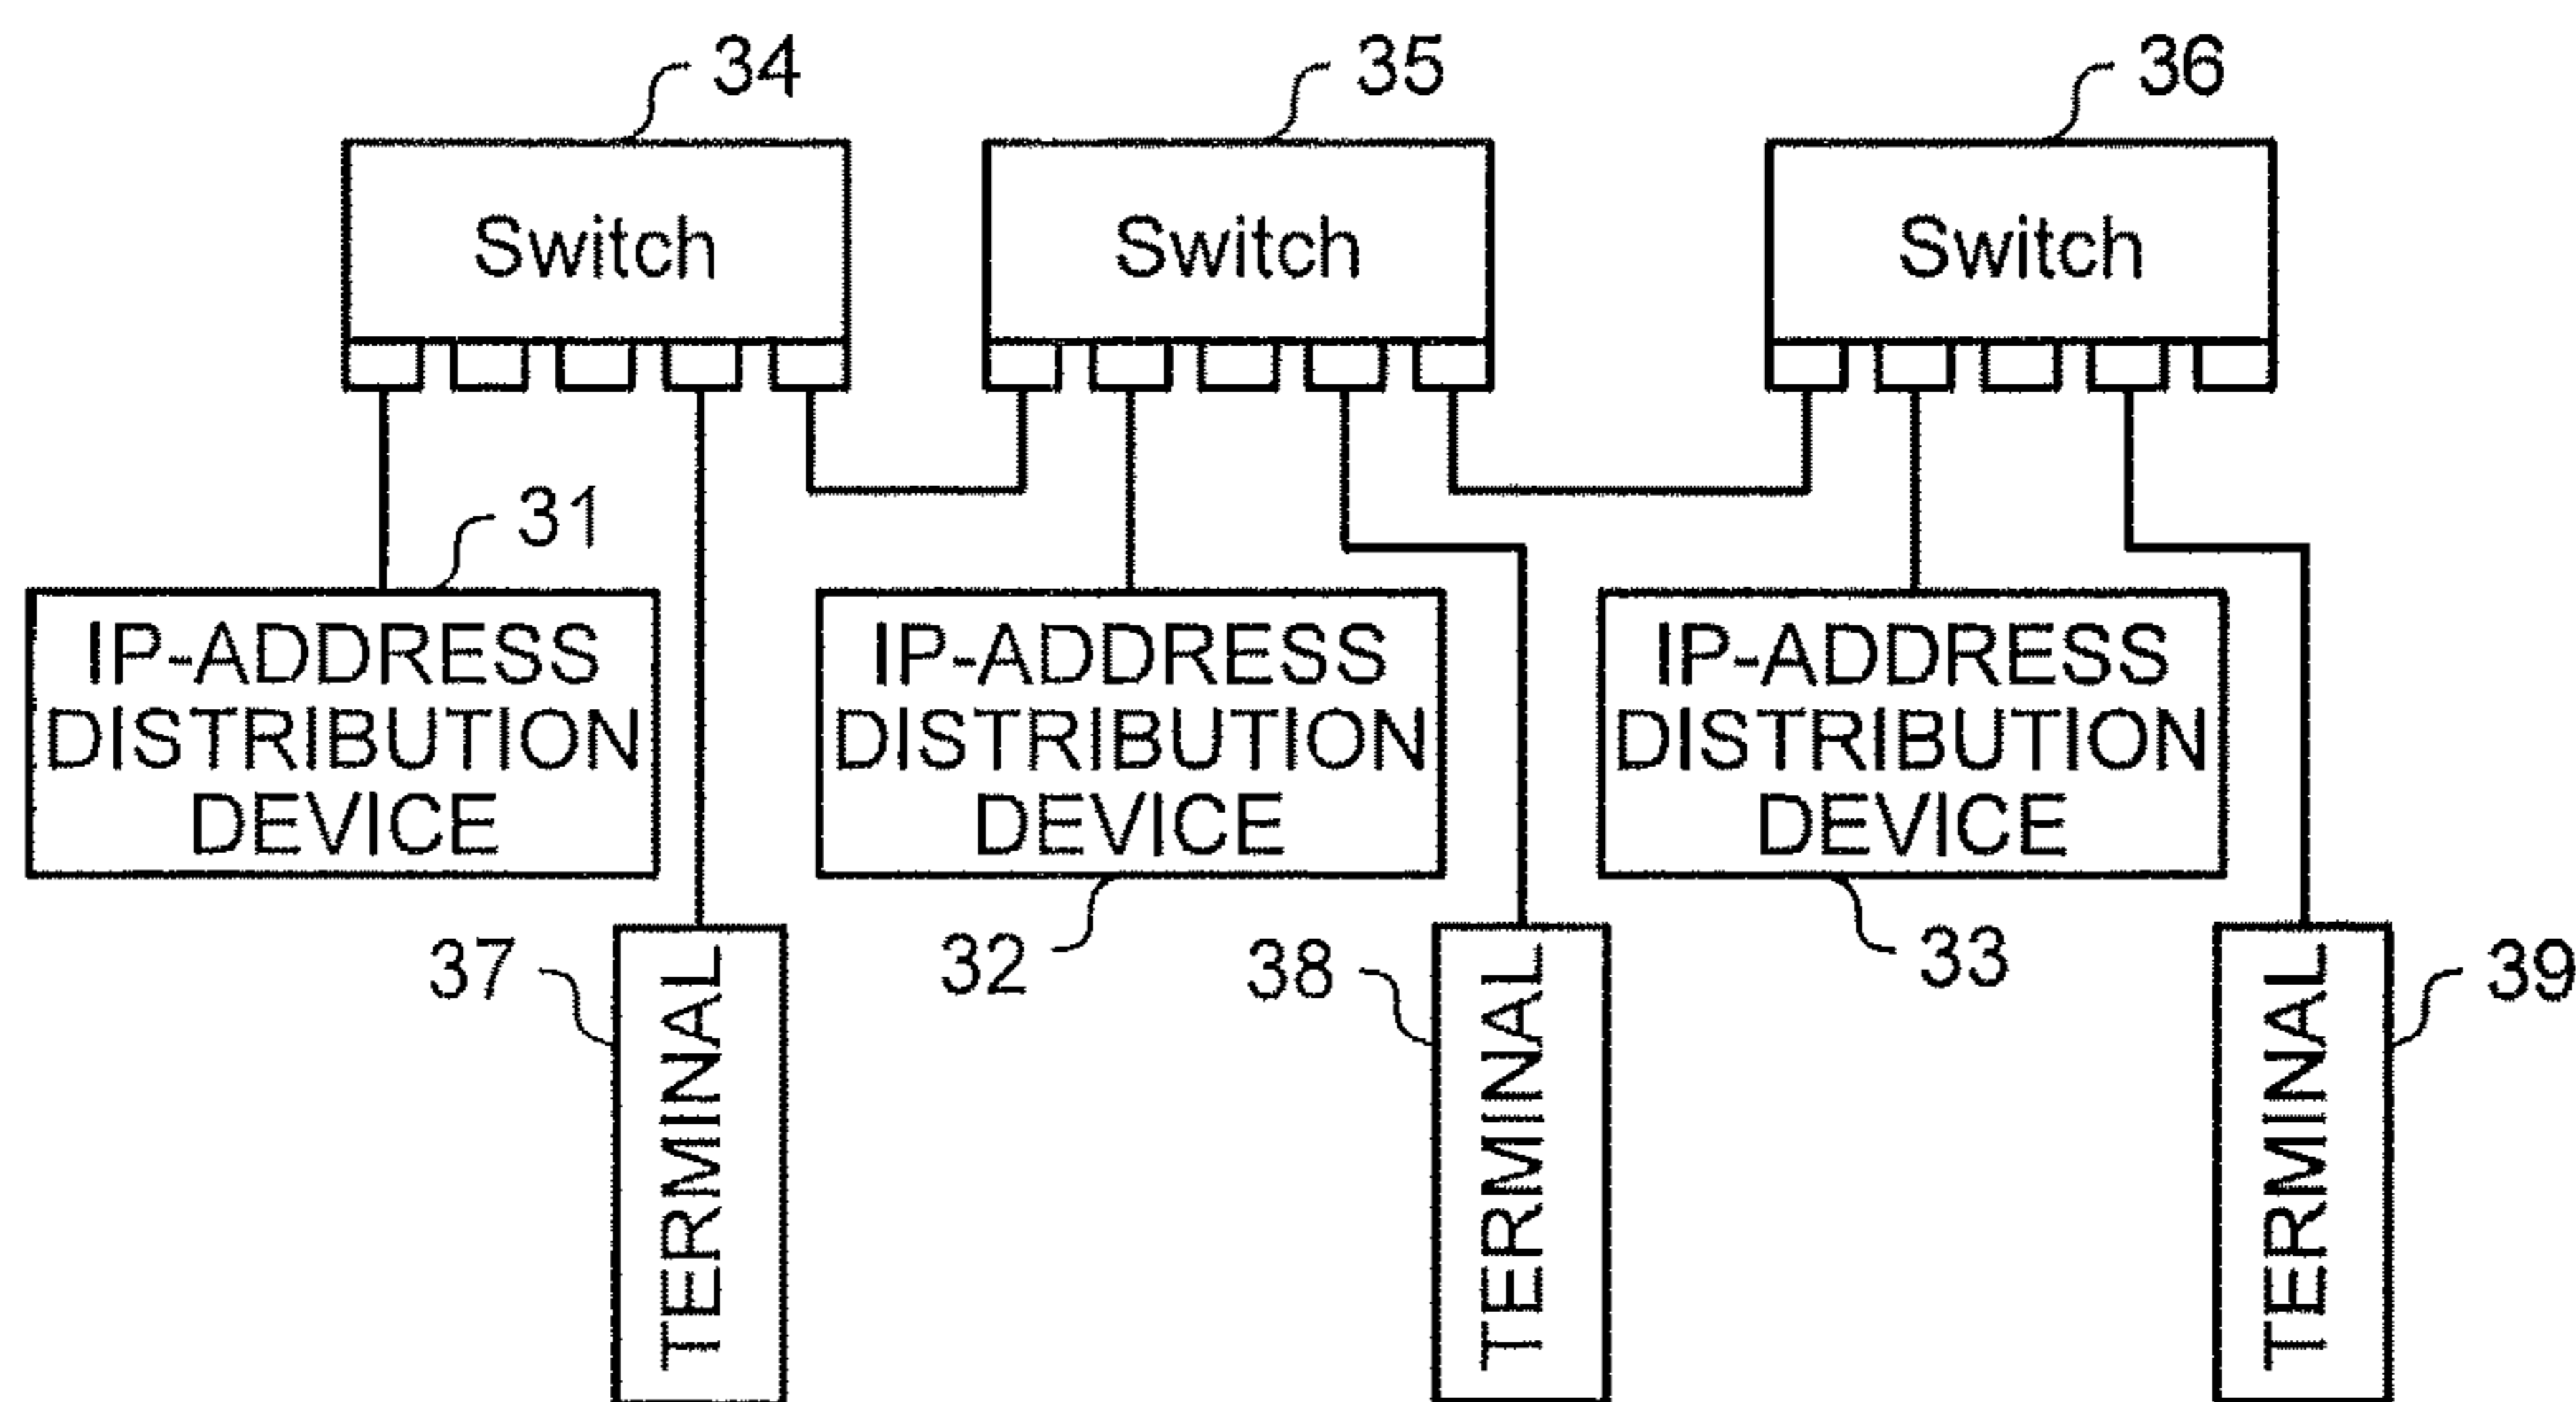 34
35
36
Switch
Switch
Switch
31
IP-ADDRESS
DISTRIBUTION
DEVICE
IP-ADDRESS
DISTRIBUTION
DEVICE
IP-ADDRESS
DISTRIBUTION
DEVICE
37
TERMINAL
32
38
TERMINAL
33
TERMINAL
39